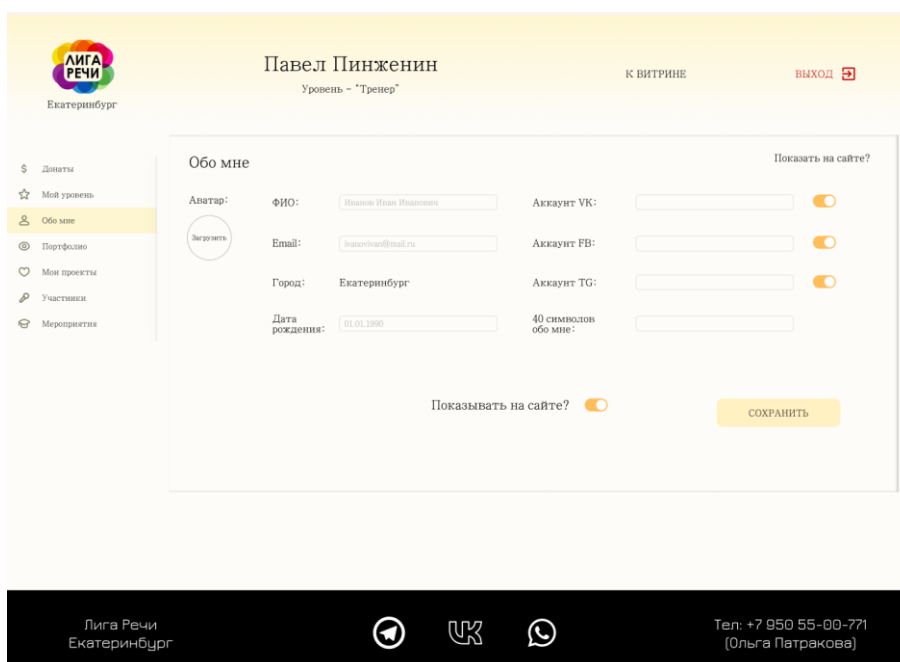 ЛИГА
РЕЧИ
Екатеринбург
Павел Пинженин
Уровень - "Тренер"
К ВИТРИНЕ
ВЫХОД
Донаты
Мой уровень
Обо мне
Портфолио
Мои проекты
Участники
Мероприятия
Обо мне
Показать на сайте?
Аватар:
Загрузить
ФИО:
Иванов Иван Иванович
Аккаунт VK:
Email:
ivanovivan@mail.ru
Аккаунт FB:
Город:
Екатеринбург
Аккаунт TG:
Дата
рождения:
01.01.1990
40 символов
обо мне:
Показывать на сайте?
СОХРАНИТЬ
Лига Речи
Екатеринбург
Тел: +7 950 55-00-771
(Ольга Патракова)